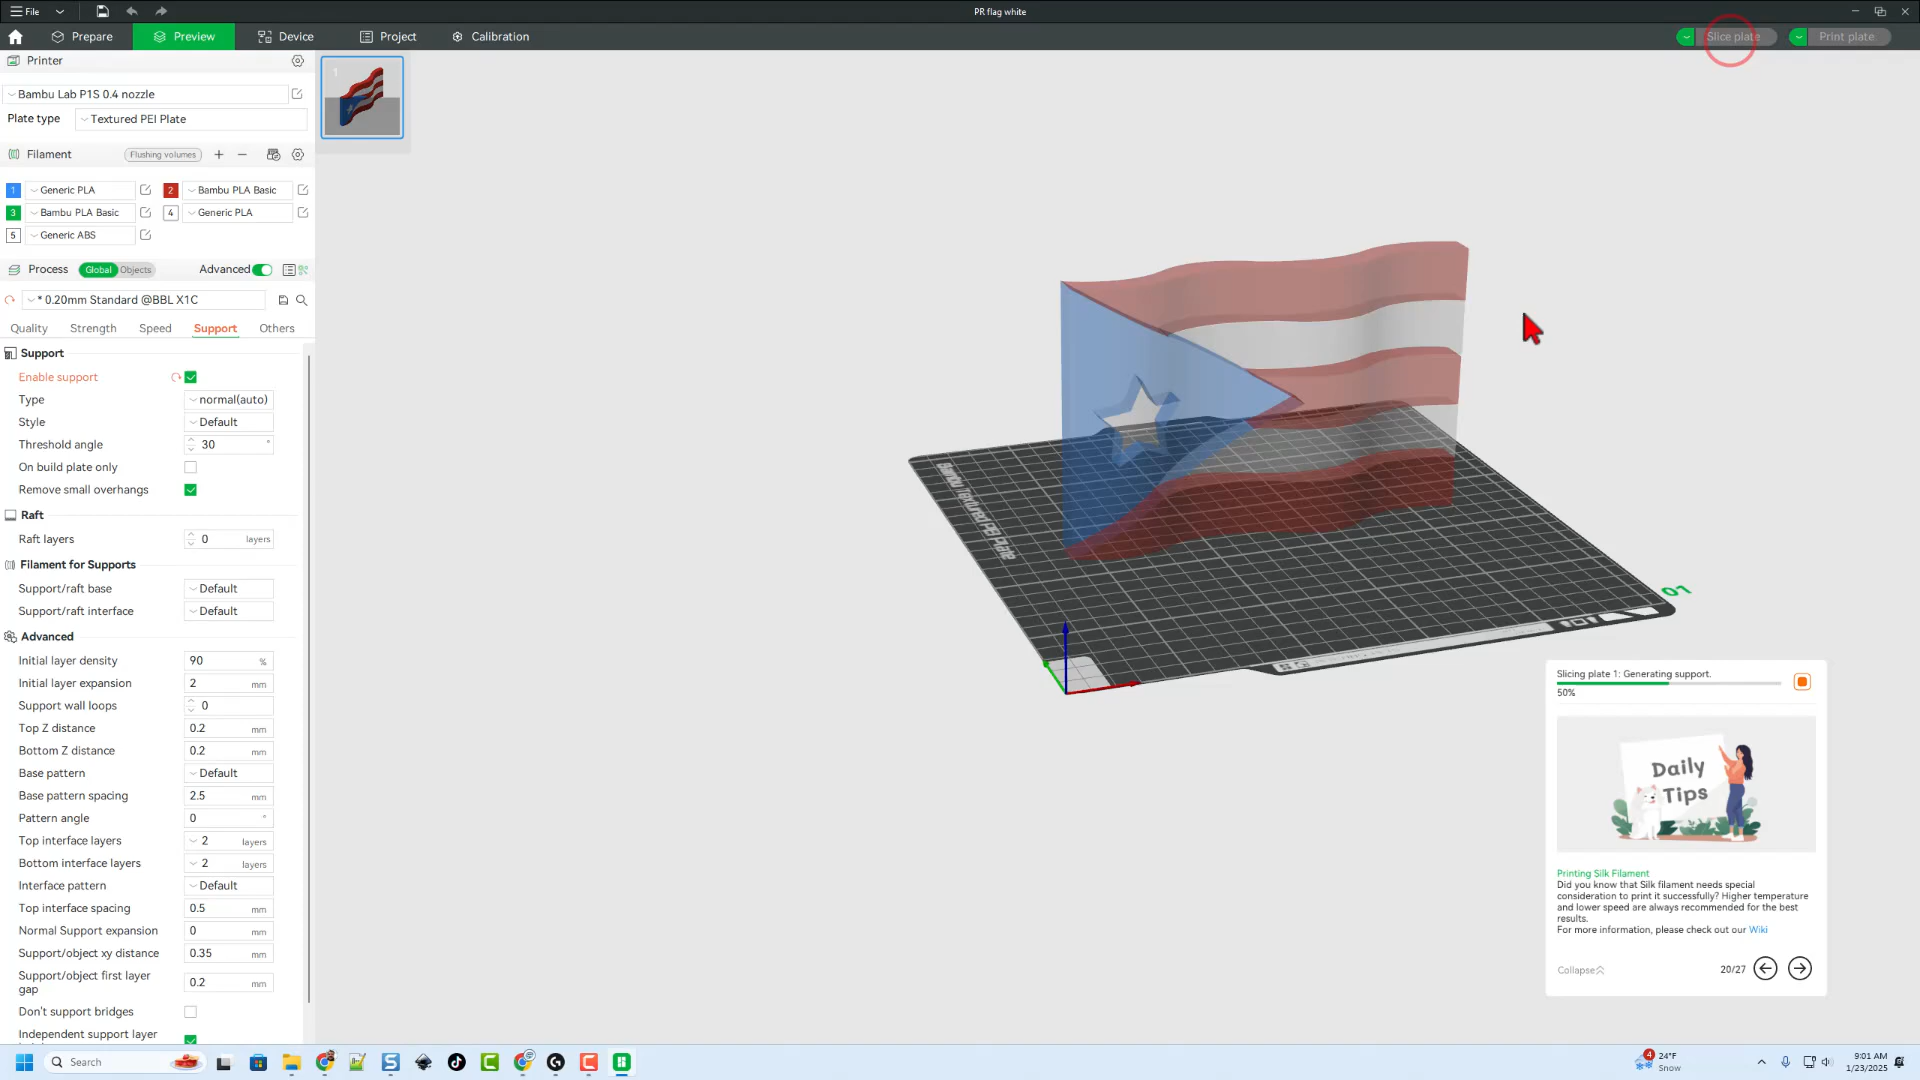 File
PR flag white
Prepare
Preview
Device
Project
Calibration
Slice plate
Print plate
Printer
Bambu Lab P1S 0.4 nozzle
Plate type
Textured PEI Plate
Filament
Flushing volumes
1 Generic PLA
2 Bambu PLA Basic
3 Bambu PLA Basic
4 Generic PLA
5 Generic ABS
Process
Global
Objects
Advanced
* 0.20mm Standard @BBL X1C
Quality
Strength
Speed
Support
Others
Support
Enable support
Type
normal(auto)
Style
Default
Threshold angle
30 °
On build plate only
Remove small overhangs
Raft
Raft layers
0 layers
Filament for Supports
Support/raft base
Default
Support/raft interface
Default
Advanced
Initial layer density
90 %
Initial layer expansion
2 mm
Support wall loops
0
Top Z distance
0.2 mm
Bottom Z distance
0.2 mm
Base pattern
Default
Base pattern spacing
2.5 mm
Pattern angle
0 °
Top interface layers
2 layers
Bottom interface layers
2 layers
Interface pattern
Default
Top interface spacing
0.5 mm
Normal Support expansion
0 mm
Support/object xy distance
0.35 mm
Support/object first layer
gap
0.2 mm
Don't support bridges
Independent support layer
1
Bambu Textured PEI Plate
01
Slicing plate 1: Generating support.
50%
Daily
Tips
Printing Silk Filament
Did you know that Silk filament needs special
consideration to print it successfully? Higher temperature
and lower speed are always recommended for the best
results.
For more information, please check out our Wiki
Collapse
20/27
Search
4
24°F
Snow
9:01 AM
1/23/2025